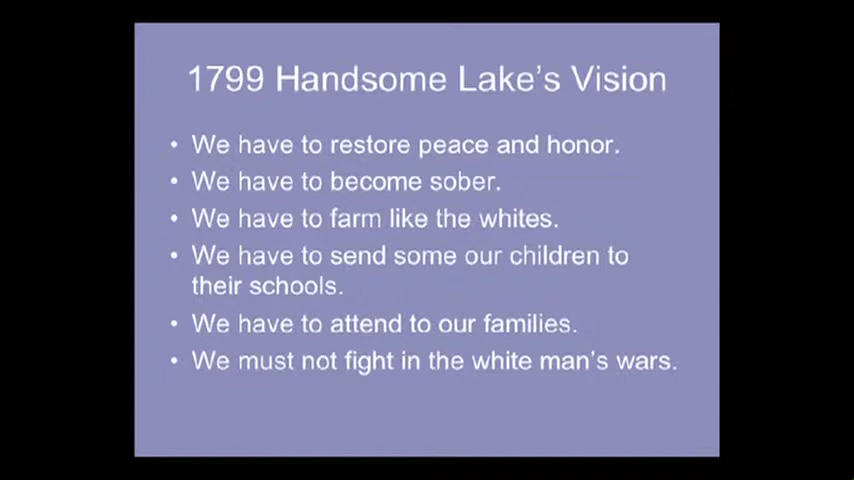 1799 Handsome Lake’s Vision
• We have to restore peace and honor.
• We have to become sober.
• We have to farm like the whites.
• We have to send some our children to
their schools.
• We have to attend to our families.
• We must not fight in the white man’s wars.